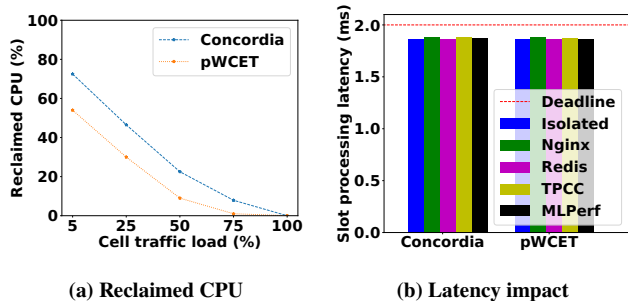 Reclaimed CPU (%)
100
80
60
40
20
0
Concordia
pWCET
5 25 50 75 100
Cell traffic load (%)
(a) Reclaimed CPU
Slot processing latency (ms)
2.0
1.5
1.0
0.5
0.0
Deadline
Isolated
Nginx
Redis
TPCC
MLPerf
Concordia pWCET
(b) Latency impact